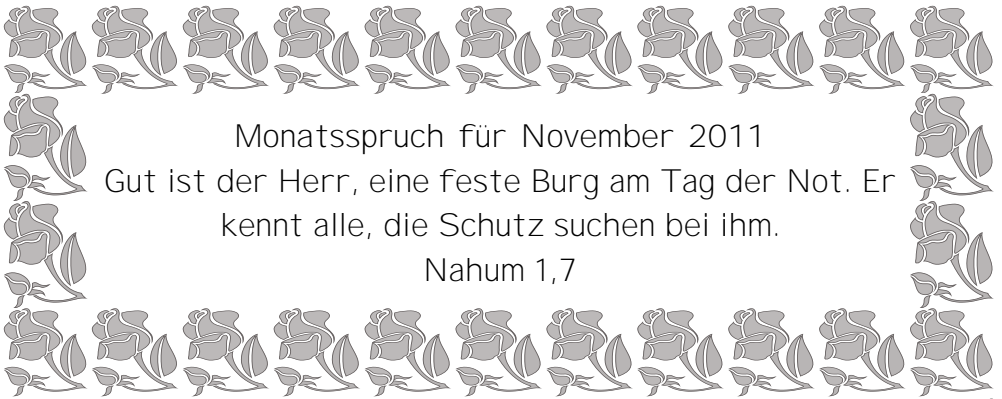 Monatsspruch für November 2011
Gut ist der Herr, eine feste Burg am Tag der Not. Er
kennt alle, die Schutz suchen bei ihm.
Nahum 1,7